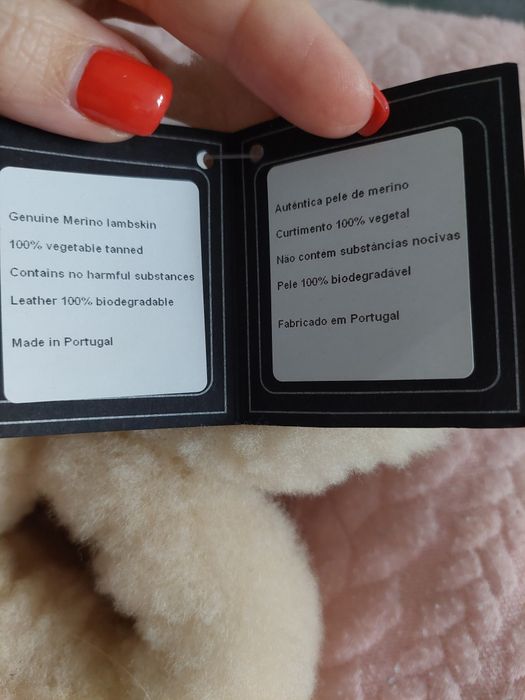 Genuine Merino lambskin
100% vegetable tanned
Contains no harmful substances
Leather 100% biodegradable
Made in Portugal
Autêntica pele de merino
Curtimento 100% vegetal
Não contem substâncias nocivas
Pele 100% biodegradável
Fabricado em Portugal